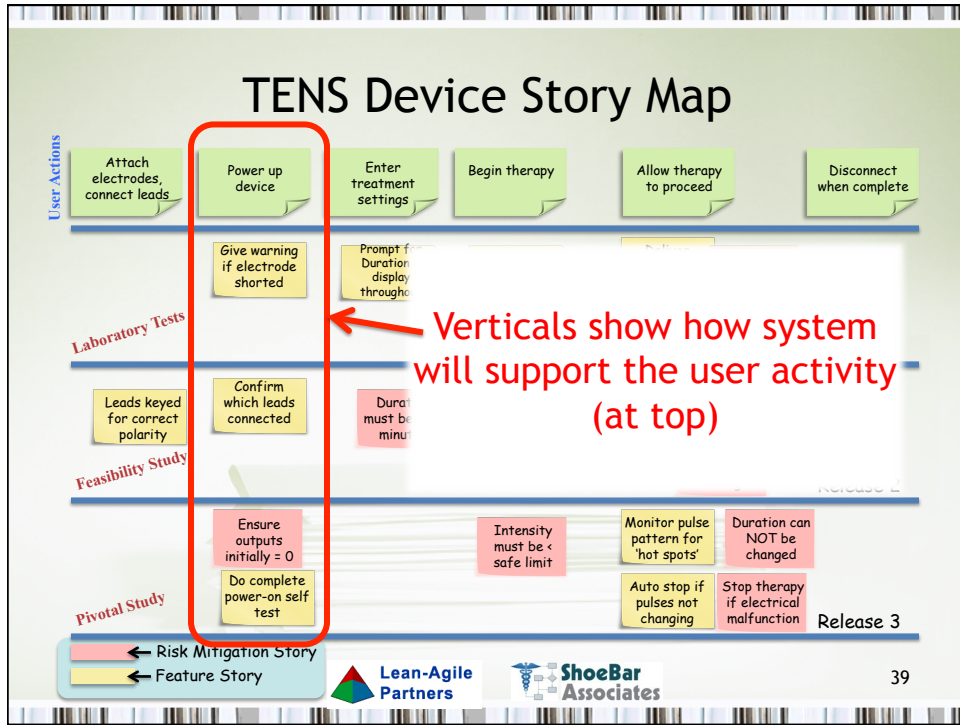 TENS Device Story Map
User Actions
Attach
electrodes,
connect leads
Power up
device
Enter
treatment
settings
Begin therapy
Allow therapy
to proceed
Disconnect
when complete
Give warning
if electrode
shorted
Prompt
Duration
display
Laboratory Tests
Verticals show how system
will support the user activity
(at top)
Leads keyed
for correct
polarity
Confirm
which leads
connected
must be
Feasibility Study
Ensure
outputs
initially = 0
Do complete
power-on self
test
Intensity
must be <
safe limit
Monitor pulse
pattern for
'hot spots'
Duration can
NOT be
changed
Auto stop if
pulses not
changing
Stop therapy
if electrical
malfunction
Pivotal Study
Release 3
Risk Mitigation Story
Feature Story
Lean-Agile
Partners
ShoeBar
Associates
39